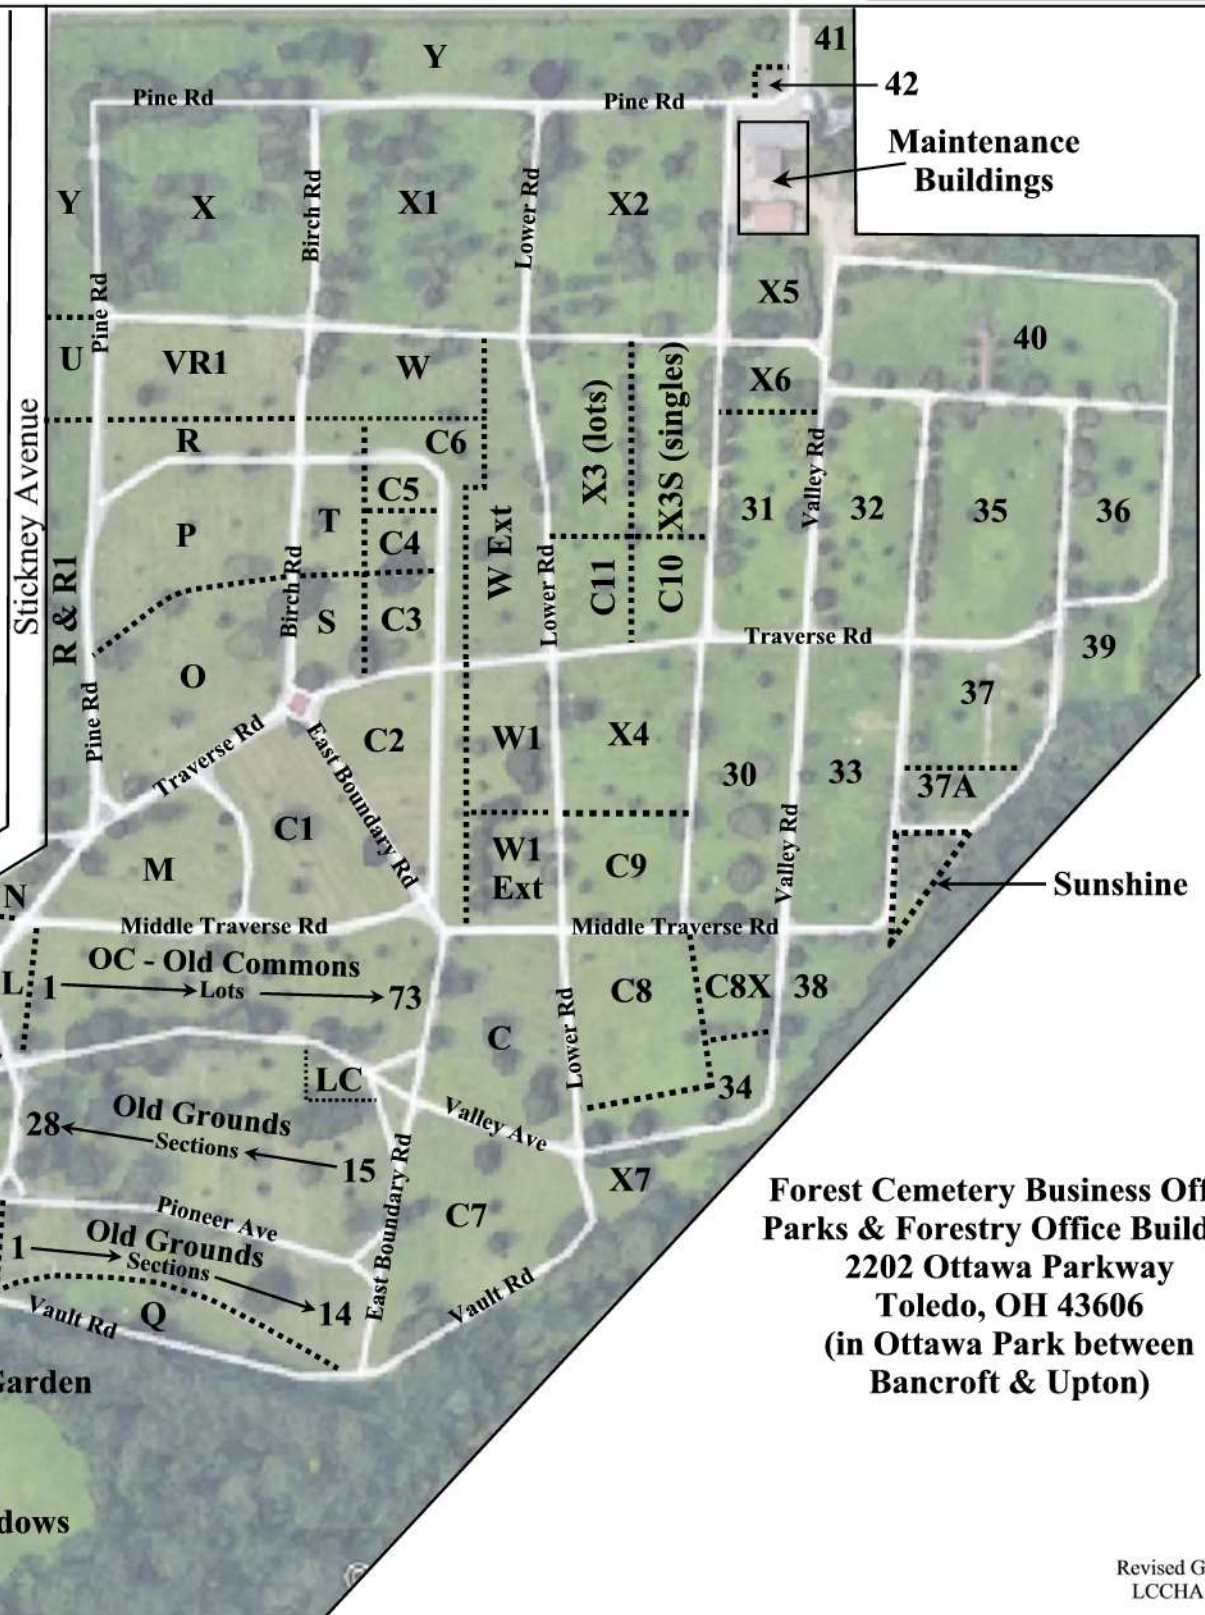 41
Y
42
Pine Rd
Pine Rd
Maintenance
Buildings
Y
X
Birch Rd
X1
Lower Rd
X2
X5
Pine Rd
40
U
VR1
W
X6
X3 (lots)
X3S (singles)
Stickney Avenue
R
C6
C5
W Ext
31
Valley Rd
32
35
36
P
T
C4
R & R1
Birch Rd
S
C3
Lower Rd
C11
C10
Traverse Rd
39
O
37
Pine Rd
Traverse Rd
East Boundary Rd
C2
W1
X4
30
33
37A
C1
Valley Rd
M
W1
Ext
C9
Sunshine
N
Middle Traverse Rd
Middle Traverse Rd
OC - Old Commons
L
1
Lots
73
C8
C8X
38
C
Lower Rd
LC
34
Old Grounds
28
Sections
15
Valley Ave
X7
East Boundary Rd
Pioneer Ave
C7
Old Grounds
1
Sections
14
Vault Rd
Q
Vault Rd
Forest Cemetery Business Off
Parks & Forestry Office Build
2202 Ottawa Parkway
Toledo, OH 43606
(in Ottawa Park between
Bancroft & Upton)
Garden
dows
©
Revised G
LCCHA